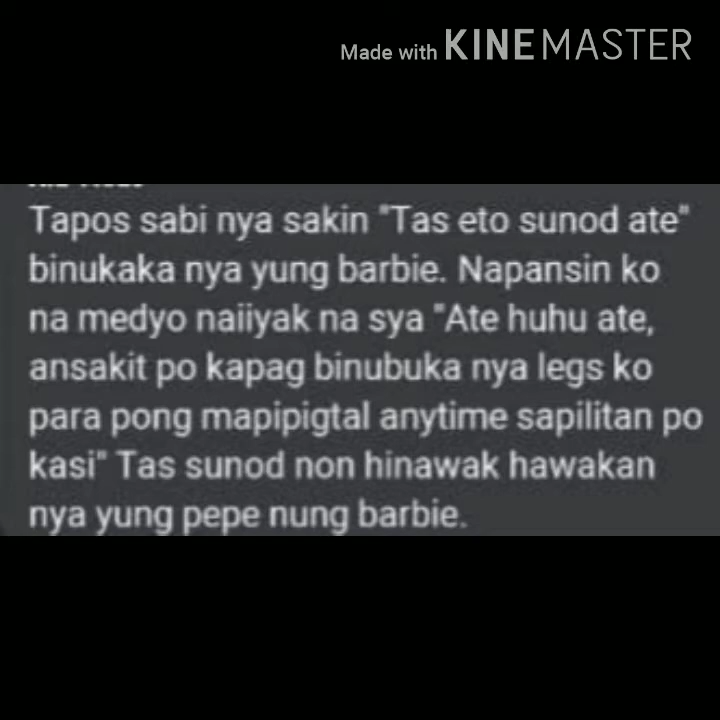 Made with KINEMASTER
Tapos sabi nya sakin "Tas eto sunod ate"
binukaka nya yung barbie. Napansin ko
na medyo naiiyak na sya "Ate huhu ate,
ansakit po kapag binubuka nya legs ko
para pong mapipigtal anytime sapilitan po
kasi" Tas sunod non hinawak hawakan
nya yung pepe nung barbie.